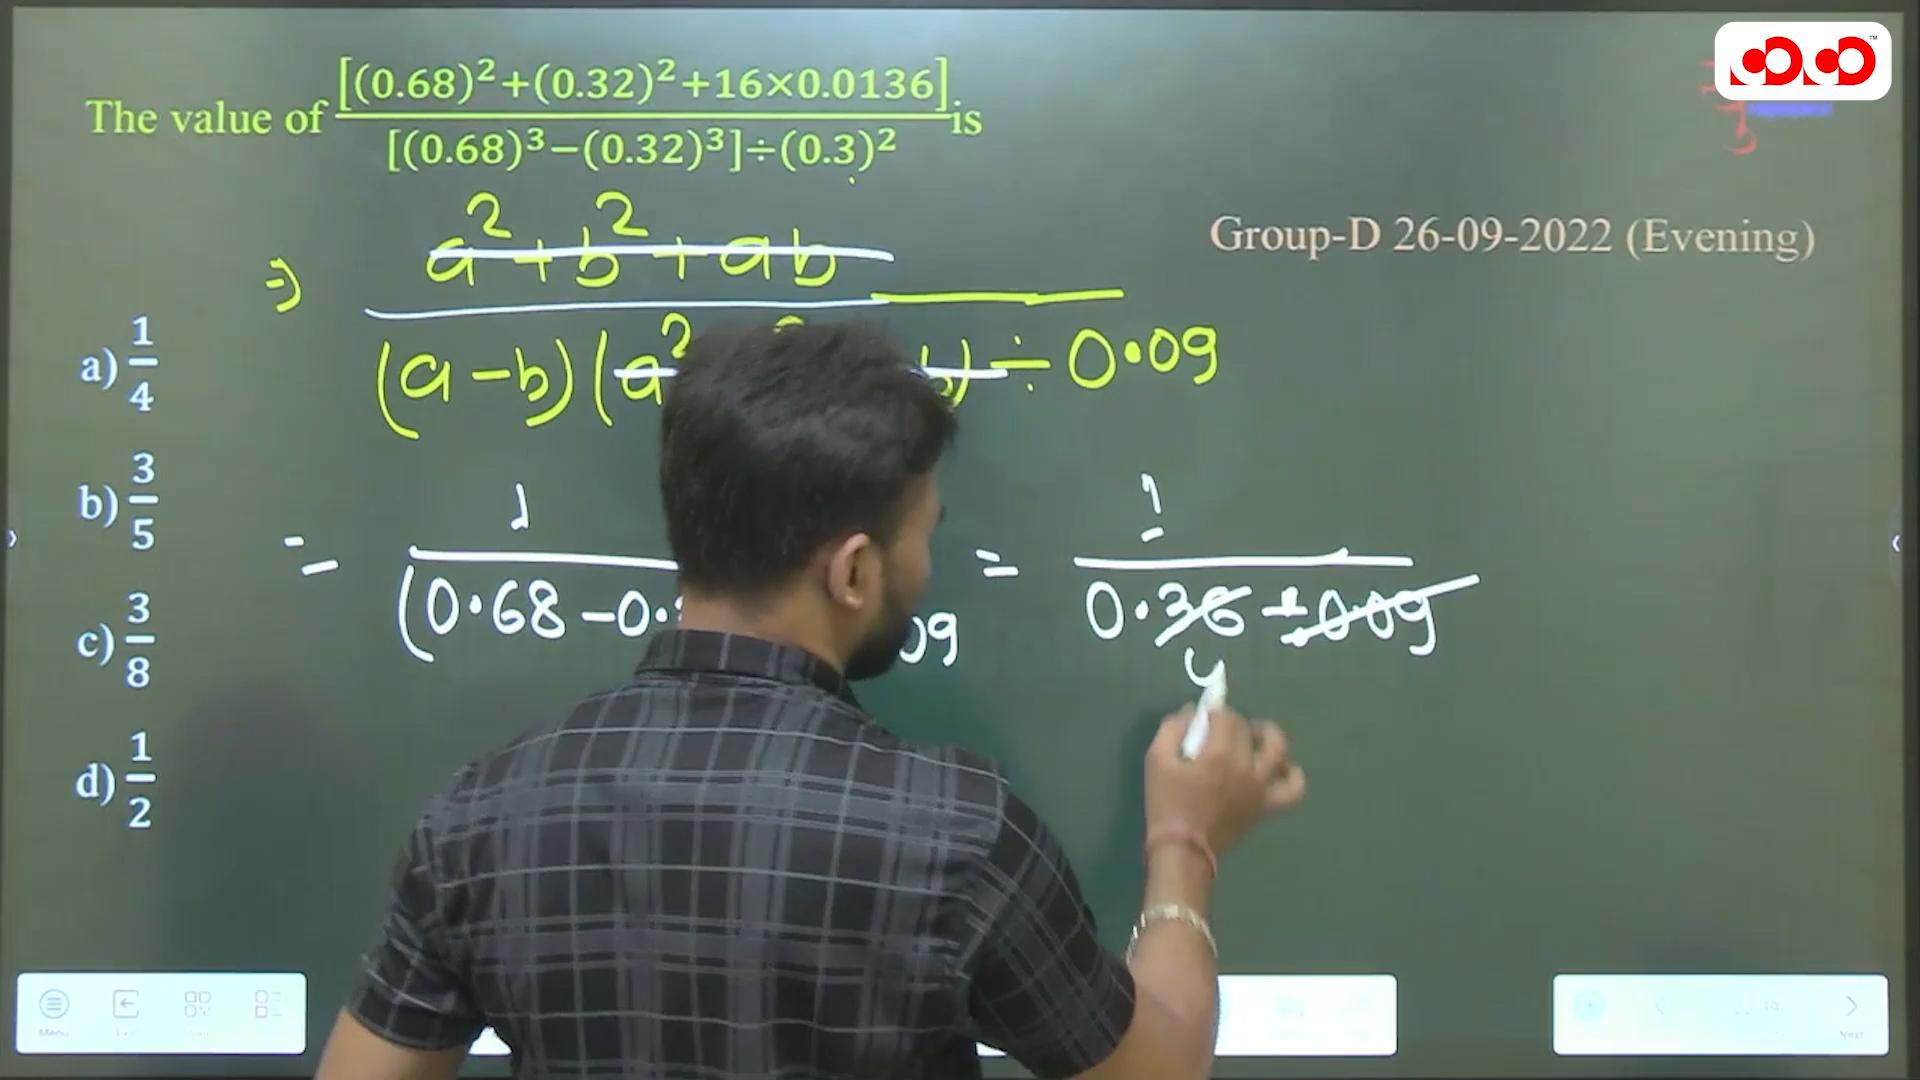 The value of [(0.68)²+(0.32)²+16×0.0136] / [(0.68)³−(0.32)³]÷(0.3)² is
Group-D 26-09-2022 (Evening)
⇒ a²+b²+ab / (a-b)(a² b) ÷ 0.09
a) 1/4
b) 3/5
c) 3/8
d) 1/2
= 1 / (0.68-0. 09 = 1 / 0.36÷0.09
4
Menu
Next